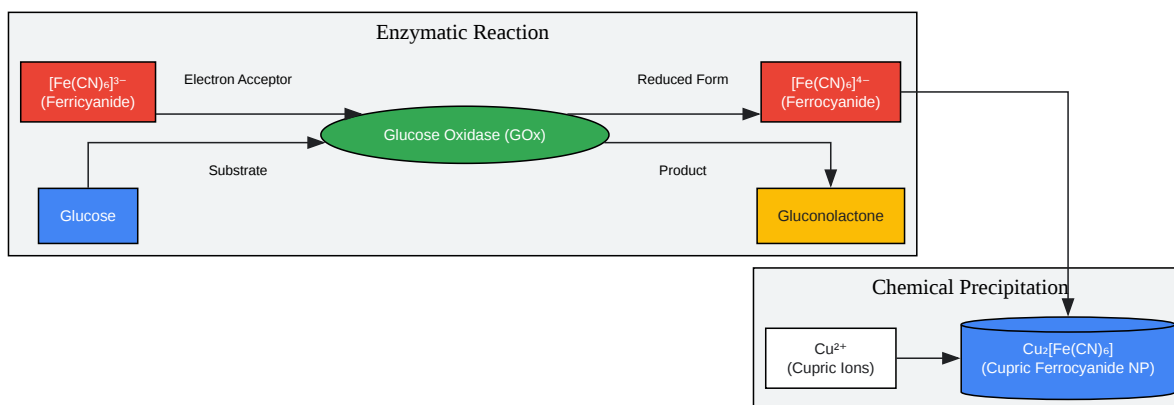 Enzymatic Reaction
[Fe(CN)₆]³⁻
(Ferricyanide)
Electron Acceptor
Reduced Form
[Fe(CN)₆]⁴⁻
(Ferrocyanide)
Glucose Oxidase (GOx)
Substrate
Product
Glucose
Gluconolactone
Chemical Precipitation
Cu²⁺
(Cupric Ions)
Cu₂[Fe(CN)₆]
(Cupric Ferrocyanide NP)